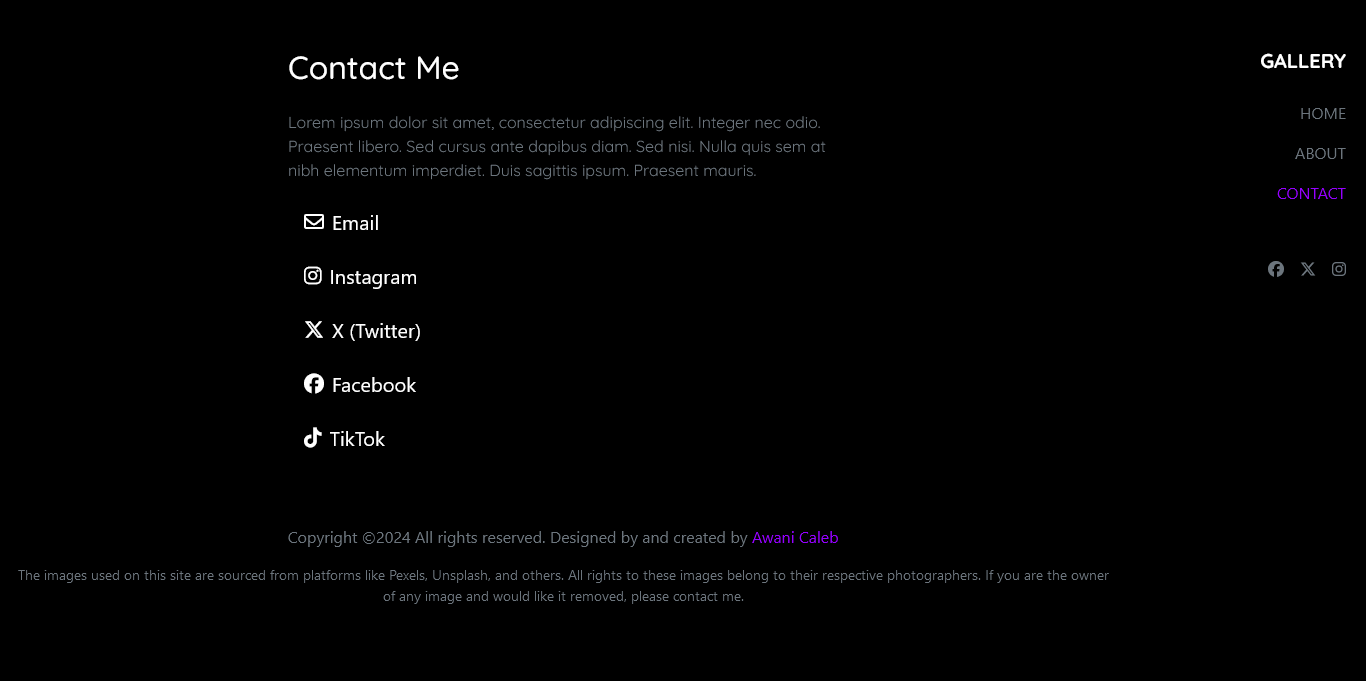 Contact Me
Lorem ipsum dolor sit amet, consectetur adipiscing elit. Integer nec odio.
Praesent libero. Sed cursus ante dapibus diam. Sed nisi. Nulla quis sem at
nibh elementum imperdiet. Duis sagittis ipsum. Praesent mauris.
Email
Instagram
X (Twitter)
Facebook
TikTok
GALLERY
HOME
ABOUT
CONTACT
Copyright ©2024 All rights reserved. Designed by and created by Awani Caleb
The images used on this site are sourced from platforms like Pexels, Unsplash, and others. All rights to these images belong to their respective photographers. If you are the owner
of any image and would like it removed, please contact me.